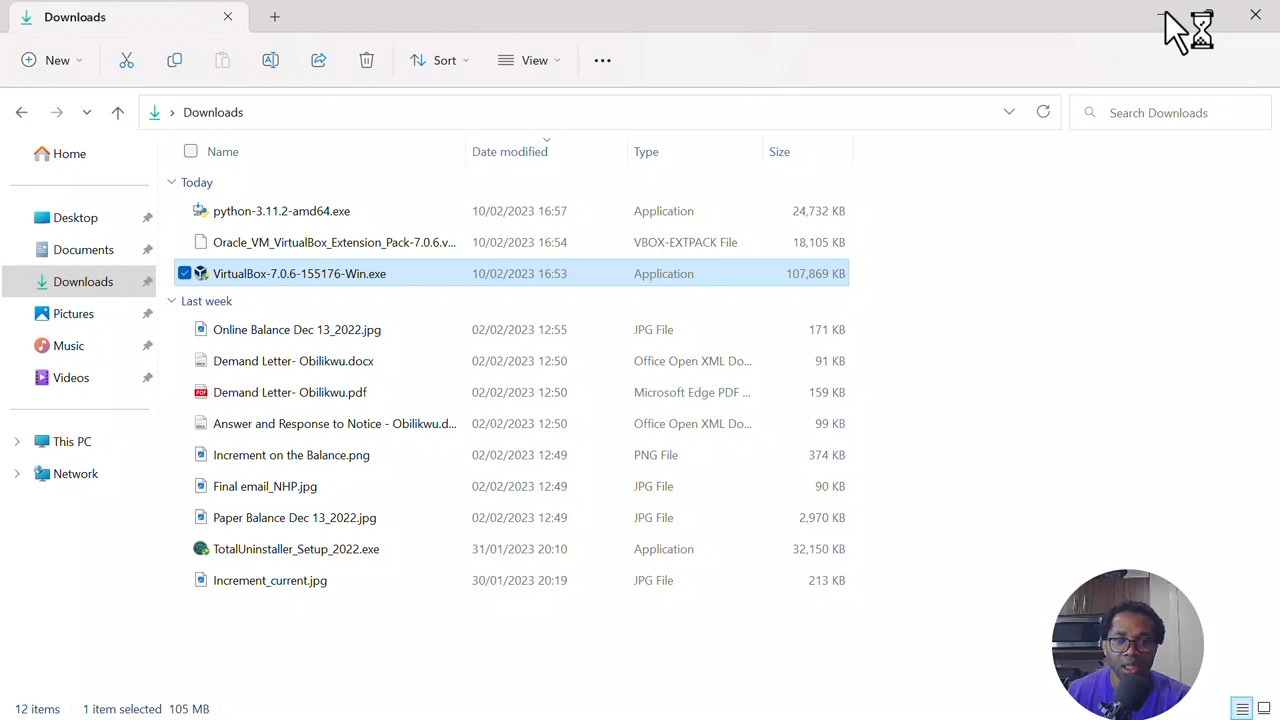 Downloads
New
Sort
View
Downloads
Search Downloads
Home
Desktop
Documents
Downloads
Pictures
Music
Videos
This PC
Network
Name Date modified Type Size
Today
python-3.11.2-amd64.exe 10/02/2023 16:57 Application 24,732 KB
Oracle_VM_VirtualBox_Extension_Pack-7.0.6.v... 10/02/2023 16:54 VBOX-EXTPACK File 18,105 KB
VirtualBox-7.0.6-155176-Win.exe 10/02/2023 16:53 Application 107,869 KB
Last week
Online Balance Dec 13_2022.jpg 02/02/2023 12:55 JPG File 171 KB
Demand Letter- Obilikwu.docx 02/02/2023 12:50 Office Open XML Do... 91 KB
Demand Letter- Obilikwu.pdf 02/02/2023 12:50 Microsoft Edge PDF ... 159 KB
Answer and Response to Notice - Obilikwu.d... 02/02/2023 12:50 Office Open XML Do... 99 KB
Increment on the Balance.png 02/02/2023 12:49 PNG File 374 KB
Final email_NHP.jpg 02/02/2023 12:49 JPG File 90 KB
Paper Balance Dec 13_2022.jpg 02/02/2023 12:49 JPG File 2,970 KB
TotalUninstaller_Setup_2022.exe 31/01/2023 20:10 Application 32,150 KB
Increment_current.jpg 30/01/2023 20:19 JPG File 213 KB
12 items 1 item selected 105 MB